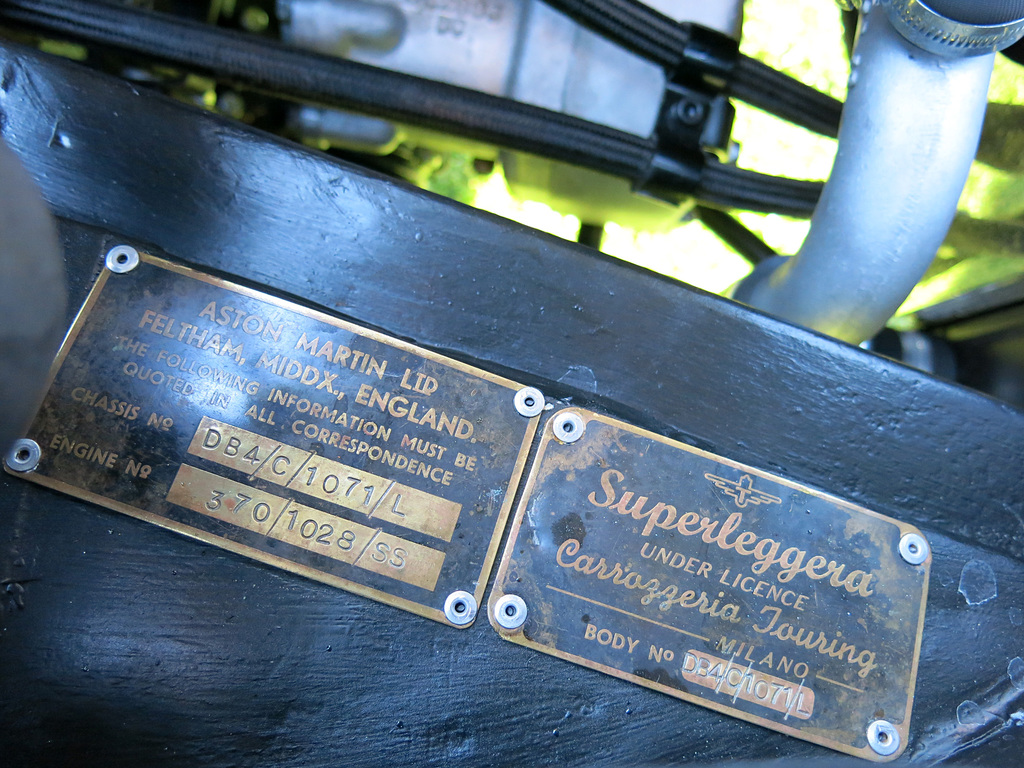 ASTON MARTIN LTD
FELTHAM, MIDDX, ENGLAND.
THE FOLLOWING INFORMATION MUST BE
QUOTED IN ALL CORRESPONDENCE
CHASSIS Nº DB4/C/1071/L
ENGINE Nº 370/1028/SS
Superleggera
UNDER LICENCE
Carrozzeria Touring
MILANO
BODY Nº DB4/C/1071/L